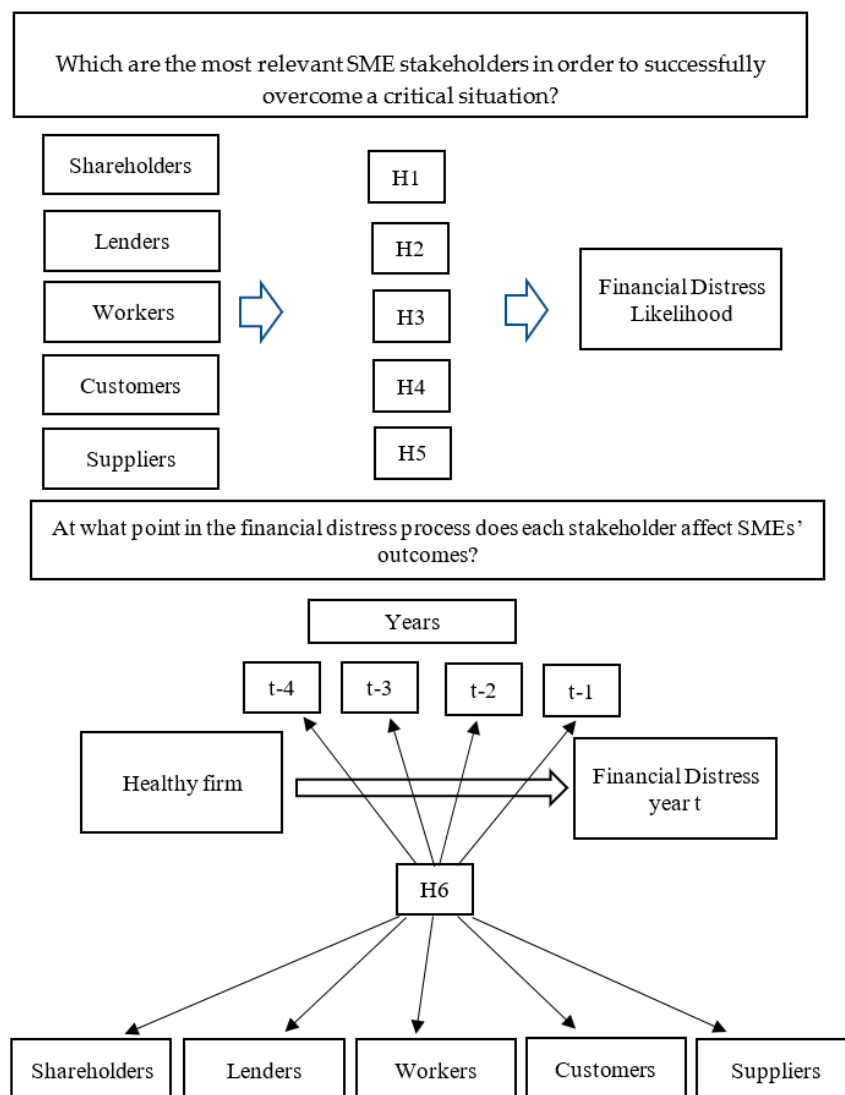 Which are the most relevant SME stakeholders in order to successfully
overcome a critical situation?
Shareholders
H1
Lenders
H2
Workers
H3
Financial Distress
Likelihood
Customers
H4
Suppliers
H5
At what point in the financial distress process does each stakeholder affect SMEs’
outcomes?
Years
t-4
t-3
t-2
t-1
Healthy firm
Financial Distress
year t
H6
Shareholders
Lenders
Workers
Customers
Suppliers